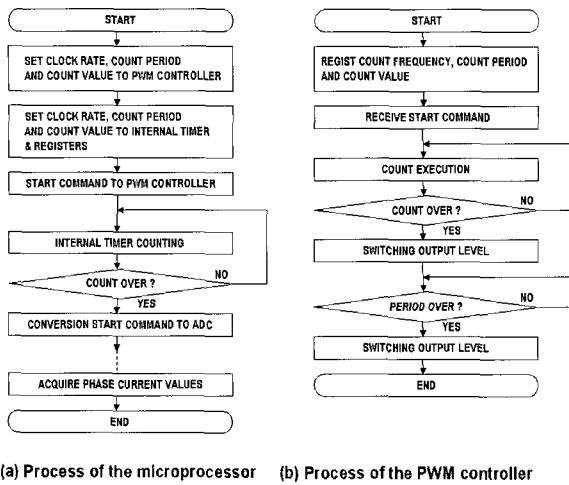 START
SET CLOCK RATE, COUNT PERIOD
AND COUNT VALUE TO PWM CONTROLLER
SET CLOCK RATE, COUNT PERIOD
AND COUNT VALUE TO INTERNAL TIMER
& REGISTERS
START COMMAND TO PWM CONTROLLER
INTERNAL TIMER COUNTING
COUNT OVER ?
NO
YES
CONVERSION START COMMAND TO ADC
ACQUIRE PHASE CURRENT VALUES
END
(a) Process of the microprocessor
START
REGIST COUNT FREQUENCY, COUNT PERIOD
AND COUNT VALUE
RECEIVE START COMMAND
COUNT EXECUTION
COUNT OVER ?
NO
YES
SWITCHING OUTPUT LEVEL
PERIOD OVER ?
NO
YES
SWITCHING OUTPUT LEVEL
END
(b) Process of the PWM controller